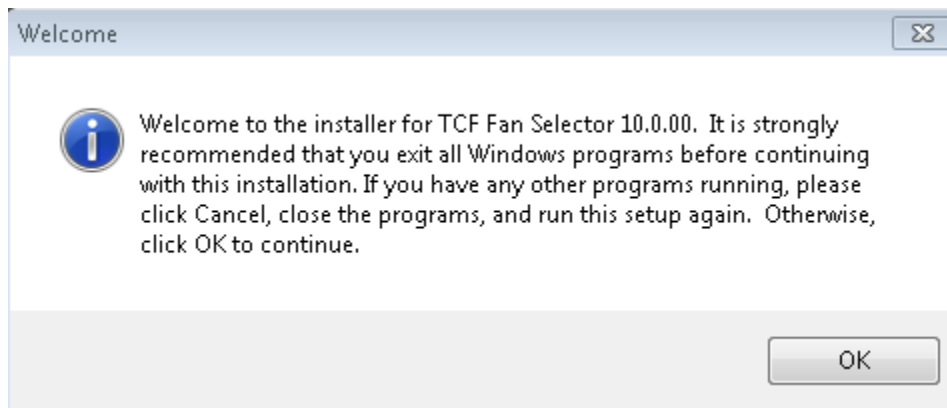 Welcome
Welcome to the installer for TCF Fan Selector 10.0.00.  It is strongly
recommended that you exit all Windows programs before continuing
with this installation. If you have any other programs running, please
click Cancel, close the programs, and run this setup again.  Otherwise,
click OK to continue.
OK